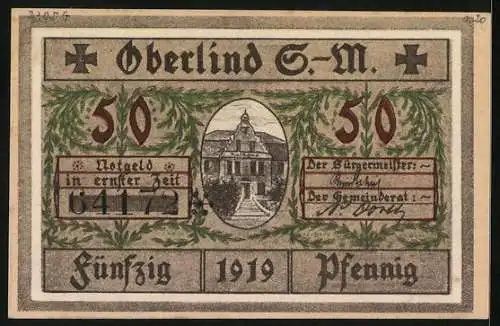 Oberlind S.-M.
50 50
Notgeld
in ernster Zeit
64172
Der Bürgermeister:~
Der Gemeinderat:~
Fünfzig 1919 Pfennig